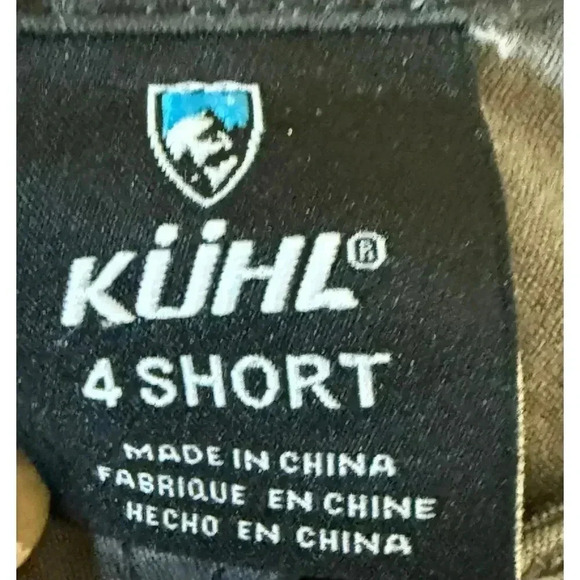 KÜHL®
4 SHORT
MADE IN CHINA
FABRIQUE EN CHINE
HECHO EN CHINA